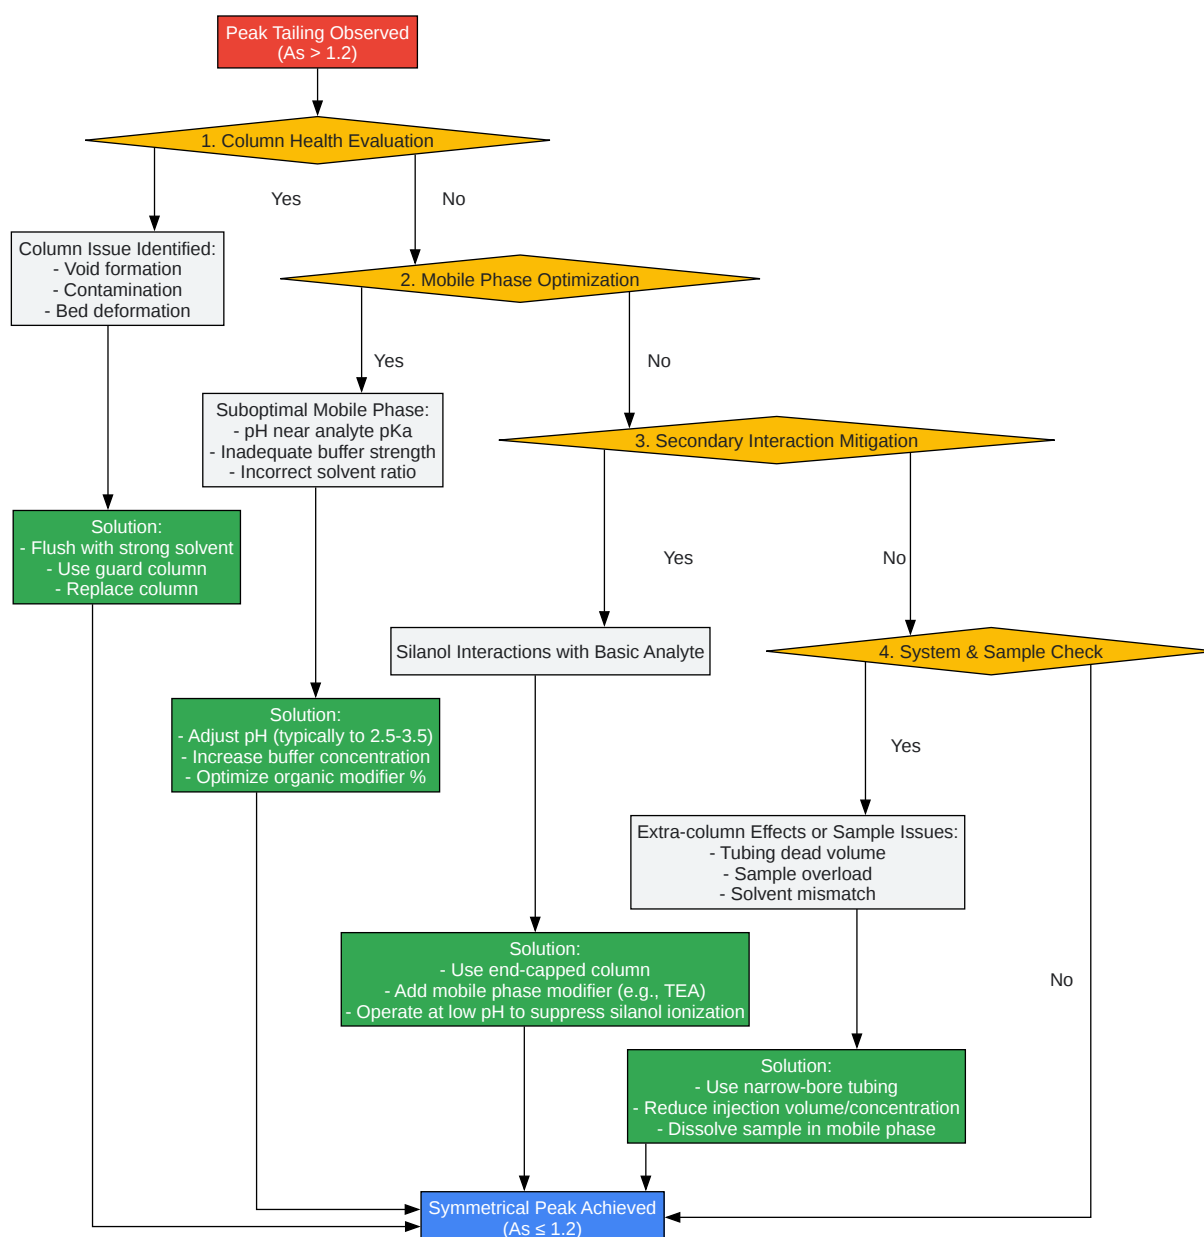 Peak Tailing Observed
(As > 1.2)
1. Column Health Evaluation
Yes
No
Column Issue Identified:
- Void formation
- Contamination
- Bed deformation
2. Mobile Phase Optimization
Yes
No
Suboptimal Mobile Phase:
- pH near analyte pKa
- Inadequate buffer strength
- Incorrect solvent ratio
3. Secondary Interaction Mitigation
Solution:
- Flush with strong solvent
- Use guard column
- Replace column
Yes
No
Silanol Interactions with Basic Analyte
4. System & Sample Check
Solution:
- Adjust pH (typically to 2.5-3.5)
- Increase buffer concentration
- Optimize organic modifier %
Yes
Extra-column Effects or Sample Issues:
- Tubing dead volume
- Sample overload
- Solvent mismatch
Solution:
- Use end-capped column
- Add mobile phase modifier (e.g., TEA)
- Operate at low pH to suppress silanol ionization
No
Solution:
- Use narrow-bore tubing
- Reduce injection volume/concentration
- Dissolve sample in mobile phase
Symmetrical Peak Achieved
(As ≤ 1.2)